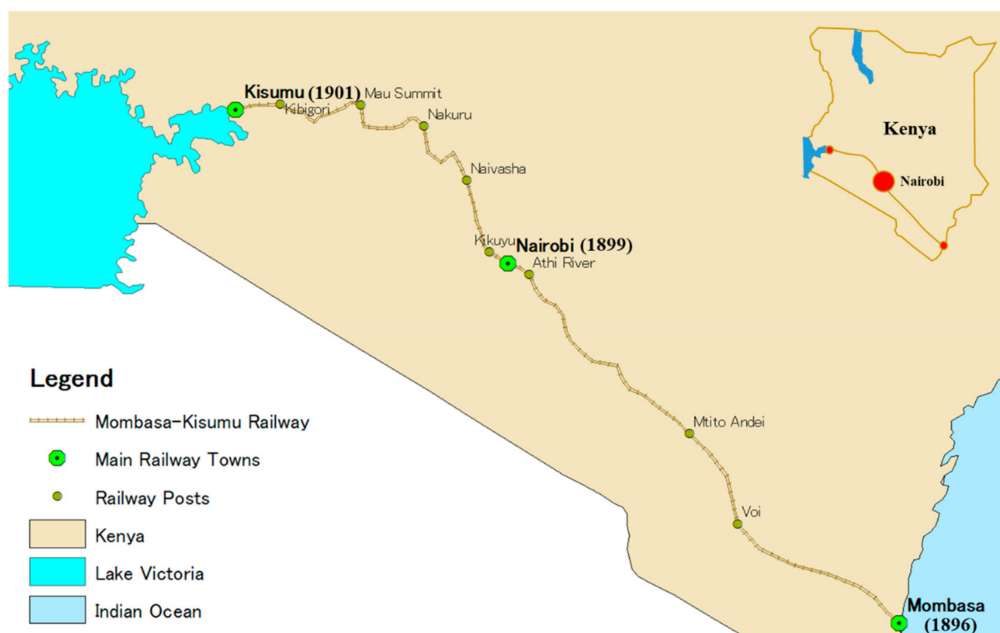 Kisumu (1901)
Kibigori
Mau Summit
Nakuru
Naivasha
Kikuyu
Nairobi (1899)
Athi River
Mtito Andei
Voi
Mombasa
(1896)
Kenya
Nairobi
Legend
Mombasa-Kisumu Railway
Main Railway Towns
Railway Posts
Kenya
Lake Victoria
Indian Ocean